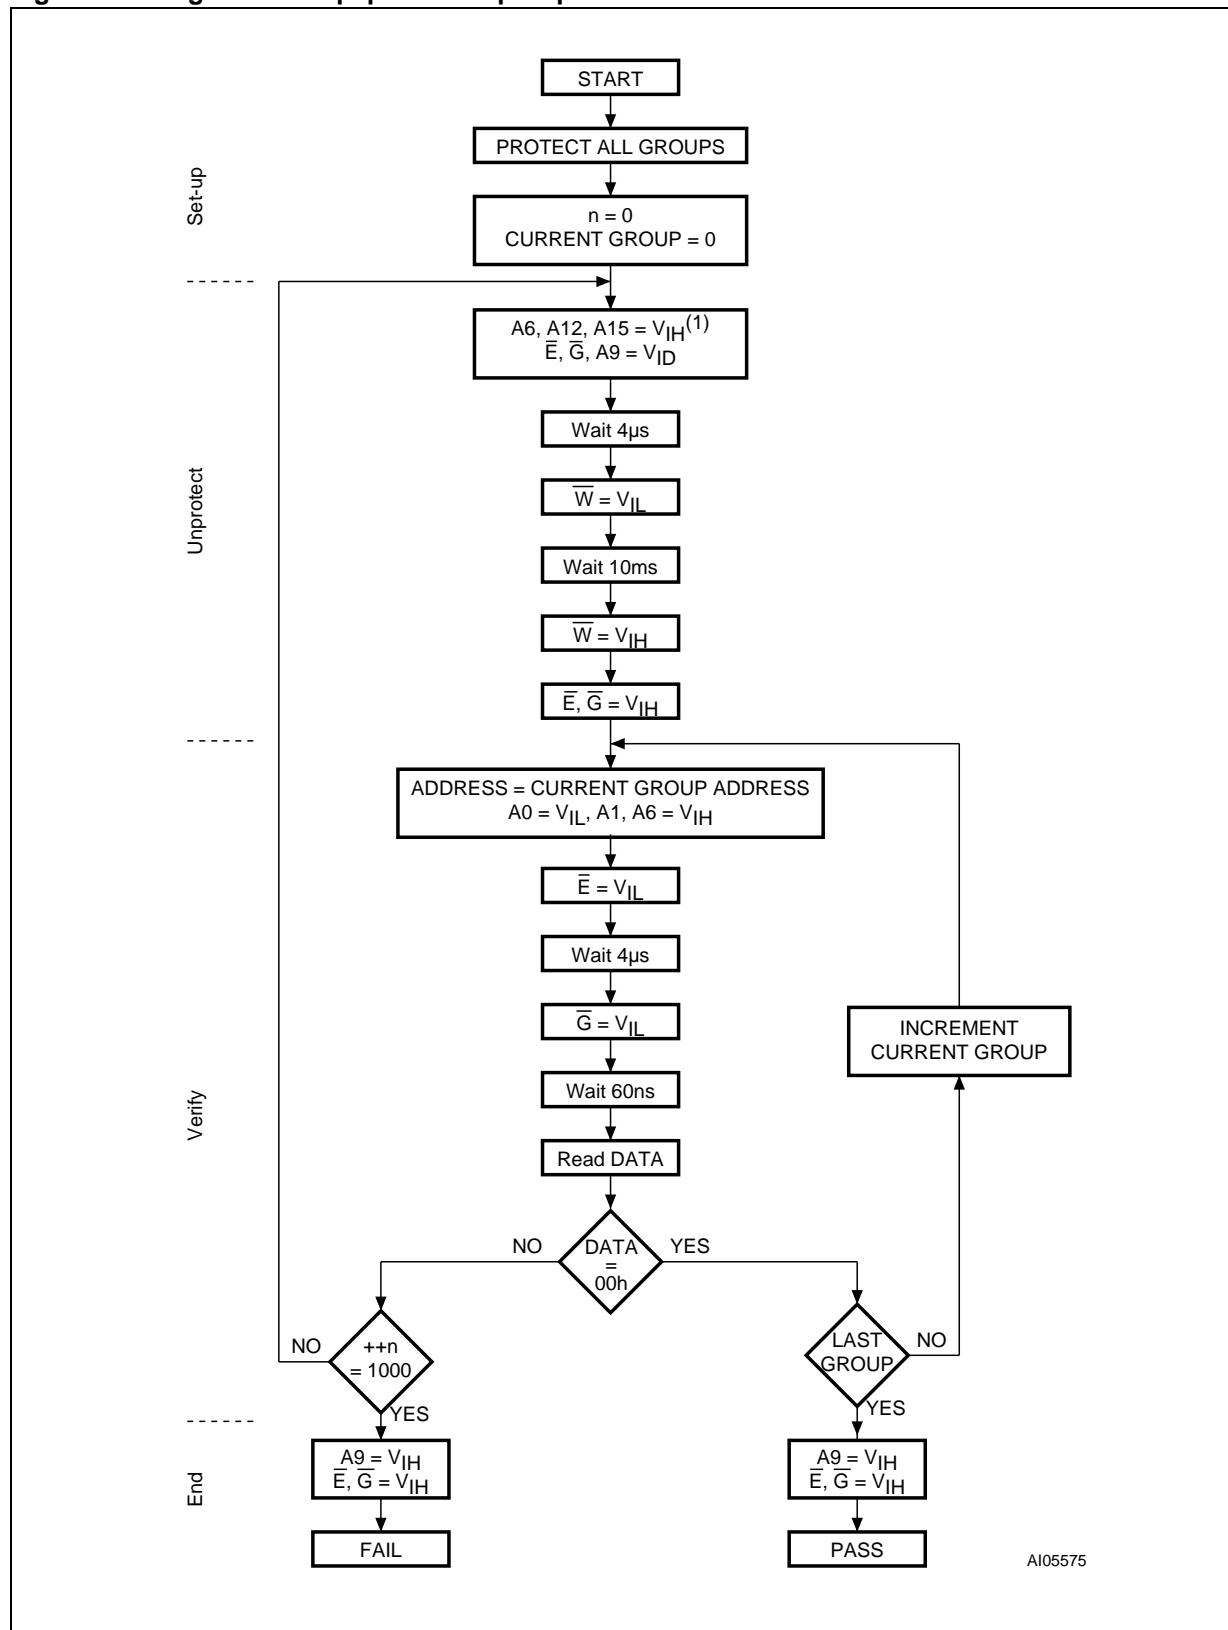 START
PROTECT ALL GROUPS
n = 0
CURRENT GROUP = 0
Set-up
A6, A12, A15 = VIH(1)
E̅, G̅, A9 = VID
Wait 4µs
W̅ = VIL
Unprotect
Wait 10ms
W̅ = VIH
E̅, G̅ = VIH
ADDRESS = CURRENT GROUP ADDRESS
A0 = VIL, A1, A6 = VIH
E̅ = VIL
Wait 4µs
G̅ = VIL
INCREMENT
CURRENT GROUP
Wait 60ns
Verify
Read DATA
DATA
=
00h
NO
YES
++n
= 1000
NO
YES
LAST
GROUP
NO
YES
End
A9 = VIH
E̅, G̅ = VIH
FAIL
A9 = VIH
E̅, G̅ = VIH
PASS
AI05575